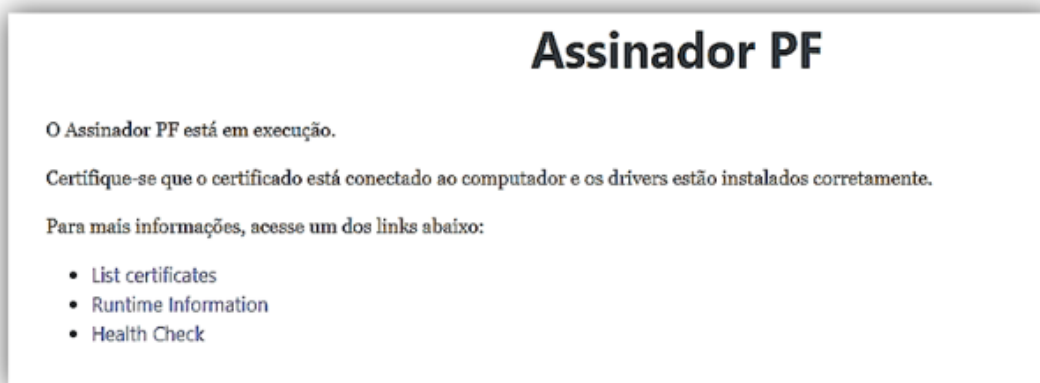 Assinador PF
O Assinador PF está em execução.
Certifique-se que o certificado está conectado ao computador e os drivers estão instalados corretamente.
Para mais informações, acesse um dos links abaixo:
• List certificates
• Runtime Information
• Health Check